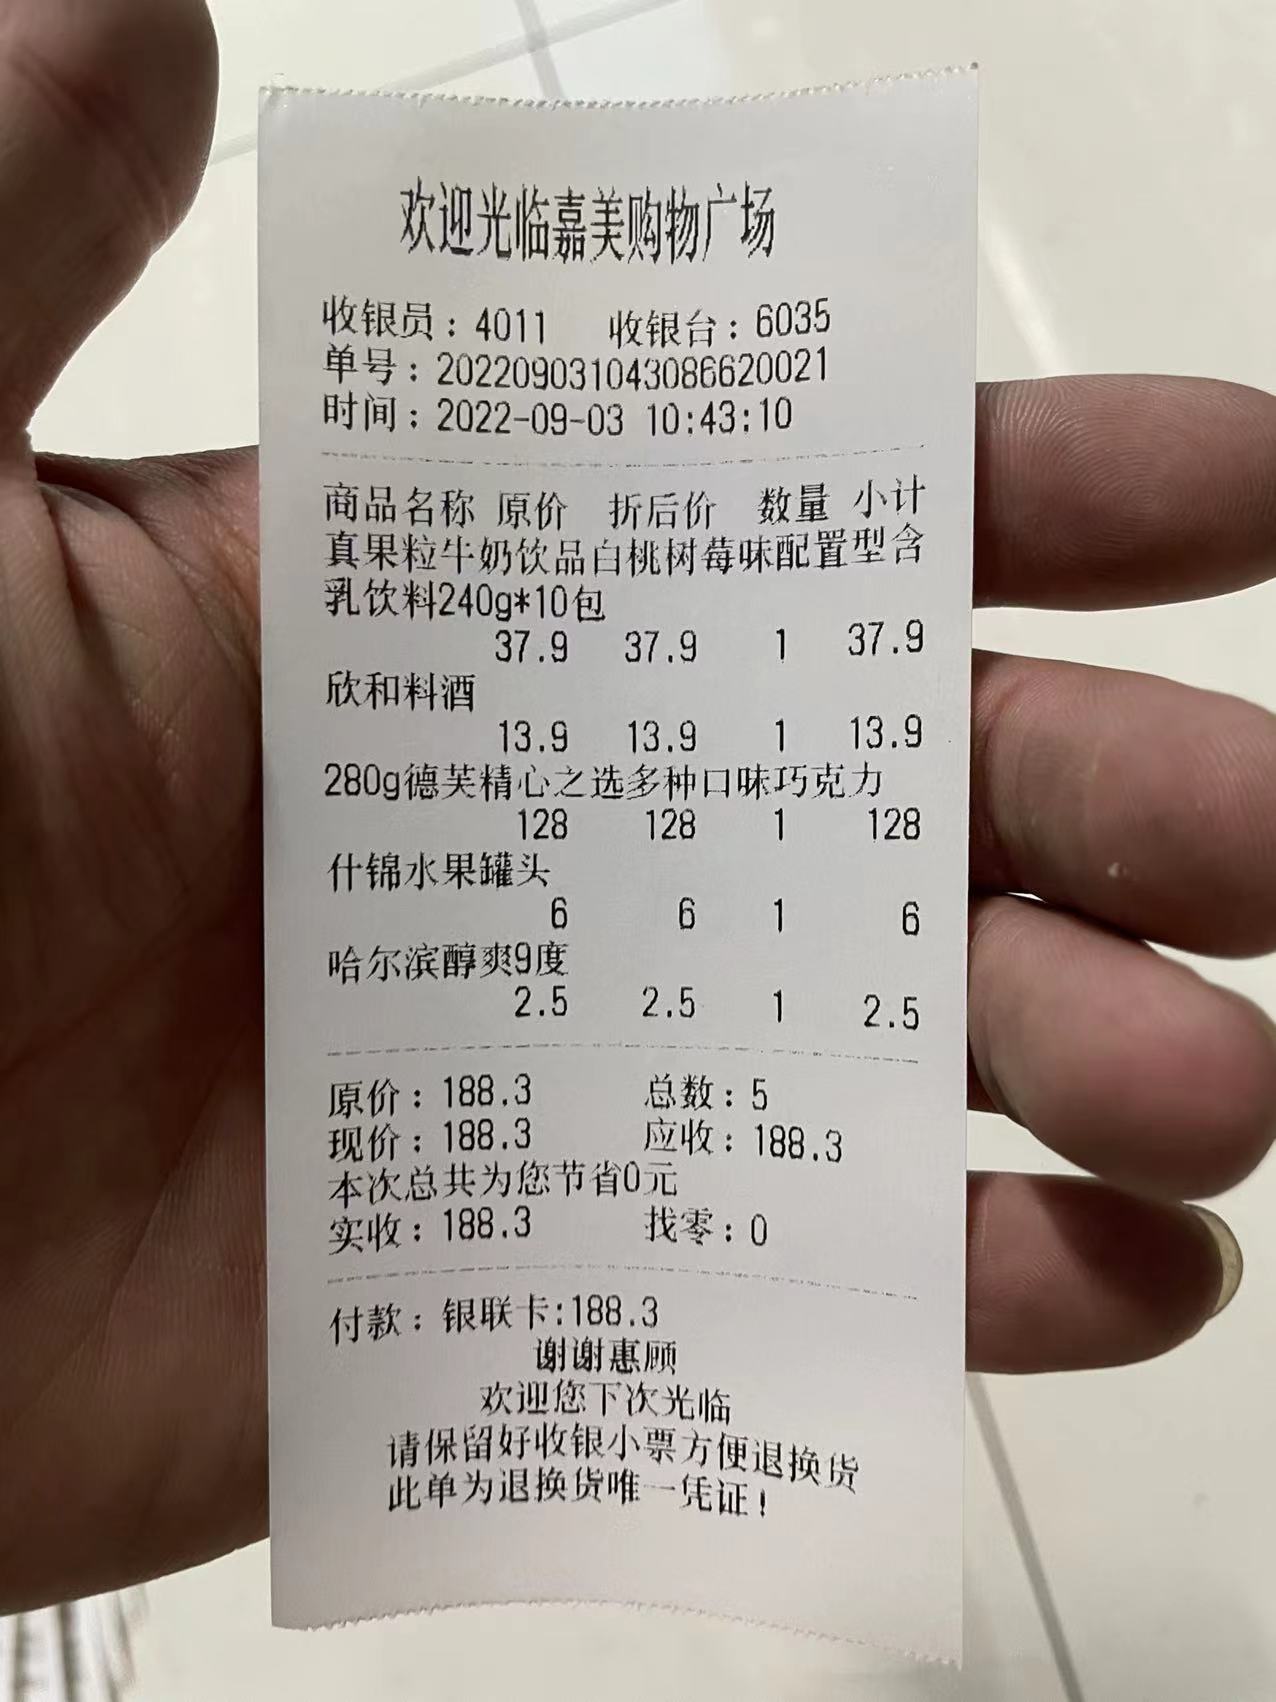 欢迎光临嘉美购物广场
收银员：4011 收银台：6035
单号：202209031043086620021
时间：2022-09-03 10:43:10
商品名称 原价 折后价 数量 小计
真果粒牛奶饮品白桃树莓味配置型含
乳饮料240g*10包
37.9 37.9 1 37.9
欣和料酒
13.9 13.9 1 13.9
280g德芙精心之选多种口味巧克力
128 128 1 128
什锦水果罐头
6 6 1 6
哈尔滨醇爽9度
2.5 2.5 1 2.5
原价：188.3 总数：5
现价：188.3 应收：188.3
本次总共为您节省0元
实收：188.3 找零：0
付款：银联卡:188.3
谢谢惠顾
欢迎您下次光临
请保留好收银小票方便退换货
此单为退换货唯一凭证！